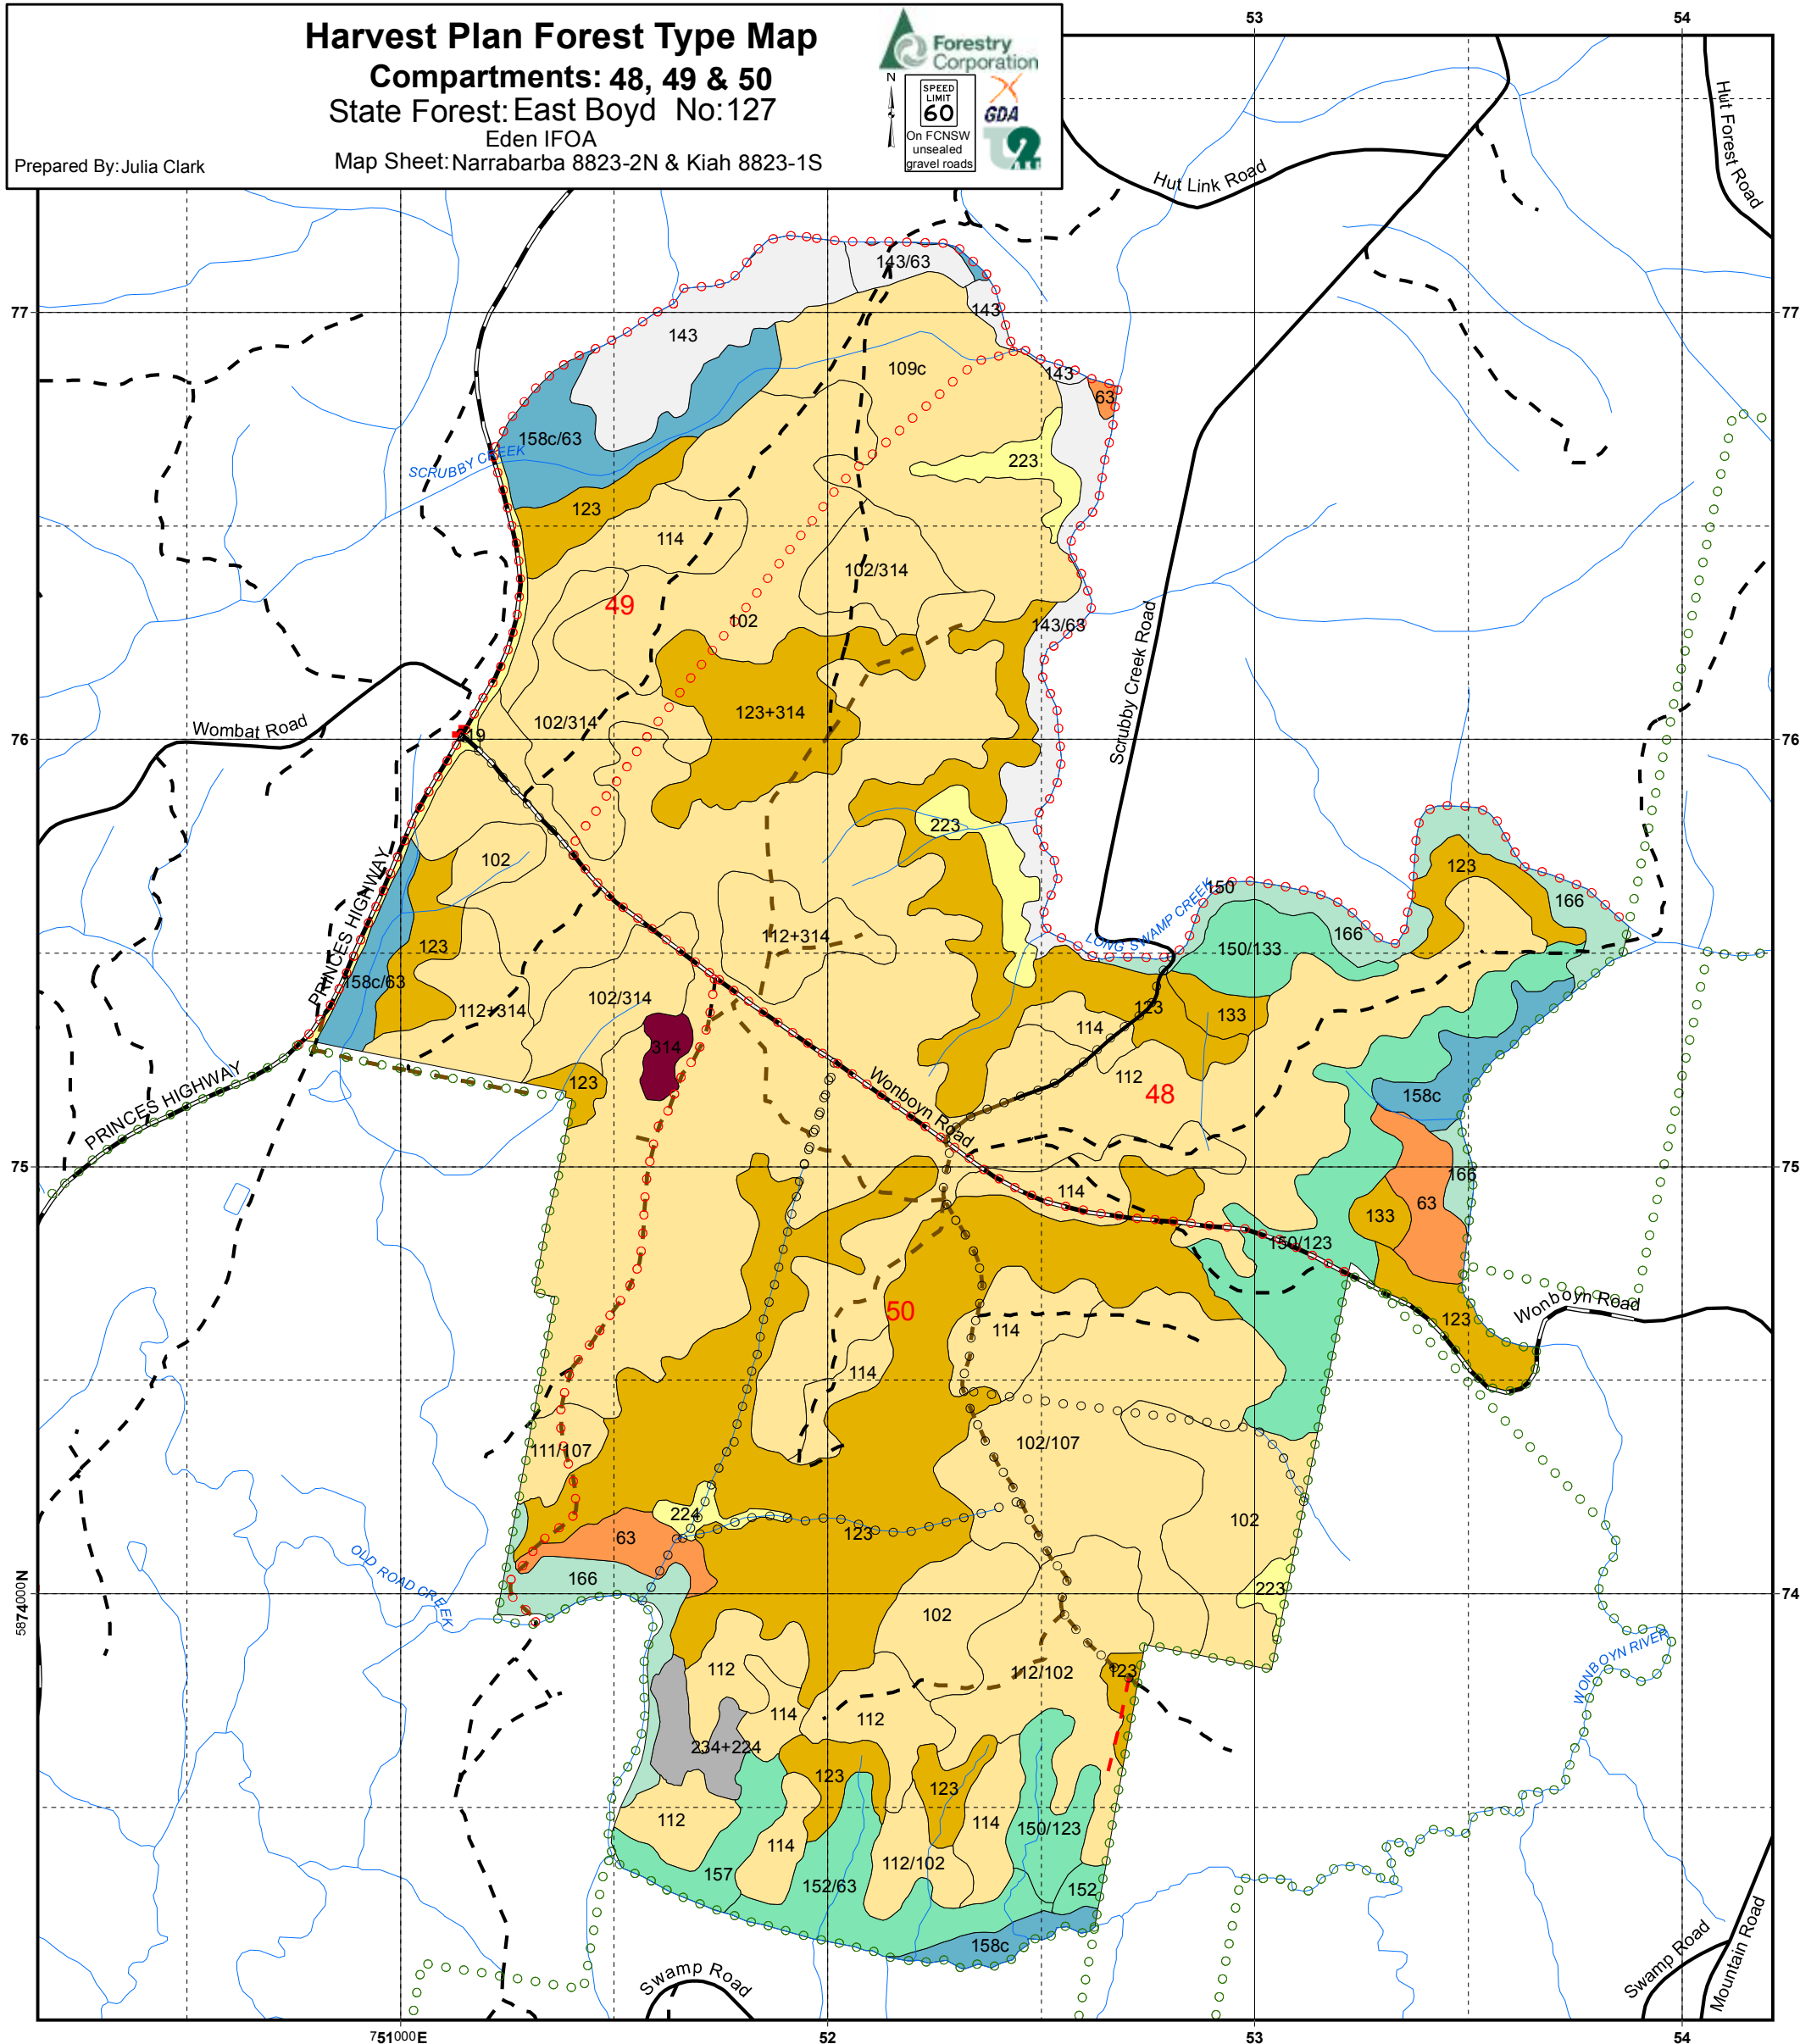 Harvest Plan Forest Type Map
Compartments: 48, 49 & 50
State Forest: East Boyd No:127
Eden IFOA
Map Sheet: Narrabarba 8823-2N & Kiah 8823-1S
Prepared By: Julia Clark
Forestry
Corporation
N
SPEED
LIMIT
60
On FCNSW
unsealed
gravel roads
GDA
53
54
Hut Forest Road
Hut Link Road
143/63
77
143
143
77
109c
143
63
158c/63
SCRUBBY CREEK
223
123
114
102/314
49
102
143/63
Scrubby Creek Road
123+314
102/314
Wombat Road
76
319
76
223
102
PRINCES HIGHWAY
123
150
166
LONG SWAMP CREEK
112+314
123
150/133
166
158c/63
102/314
112+314
123
133
114
314
112
123
Wonboyn Road
48
158c
PRINCES HIGHWAY
75
75
166
114
63
133
150/123
50
Wonboyn Road
123
114
114
102/107
111/107
224
123
102
63
OLD ROAD CREEK
166
223
5874000N
74
102
WONBOYN RIVER
112
112/102
123
114
112
234+224
123
123
112
114
150/123
114
112/102
157
152/63
152
158c
Swamp Road
Swamp Road
Mountain Road
751000E
52
53
54